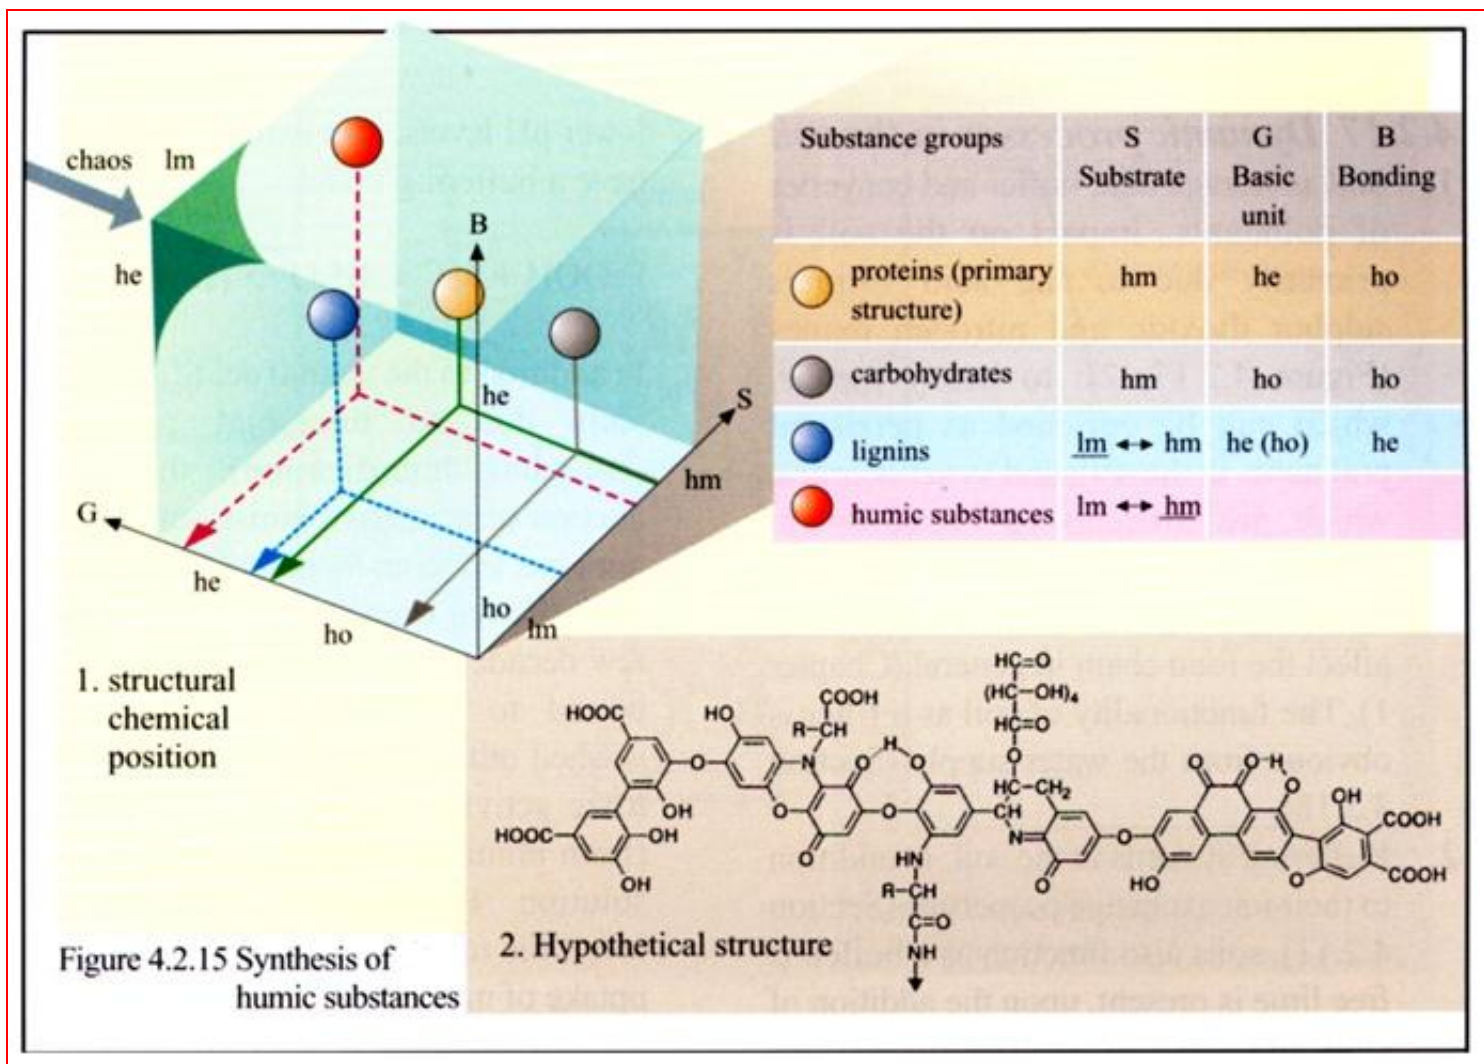 chaos lm
he
B
he
S
hm
G
he
ho
ho
lm
1. structural
chemical
position
Substance groups S G B
Substrate Basic Bonding
unit
proteins (primary hm he ho
structure)
carbohydrates hm ho ho
lignins lm ↔ hm he (ho) he
humic substances lm ↔ hm
HC=O
(HC—OH)4
HC=O
O
HC—CH2
COOH
R—CH
N
HOOC
HO
O
H
O
HO
O
CH
O
O
O
H
O
OH
COOH
COOH
HOOC
OH
OH
OH
OH
O
O
HN
R—CH
C=O
NH
N
O
O
HO
O
2. Hypothetical structure
Figure 4.2.15 Synthesis of
humic substances